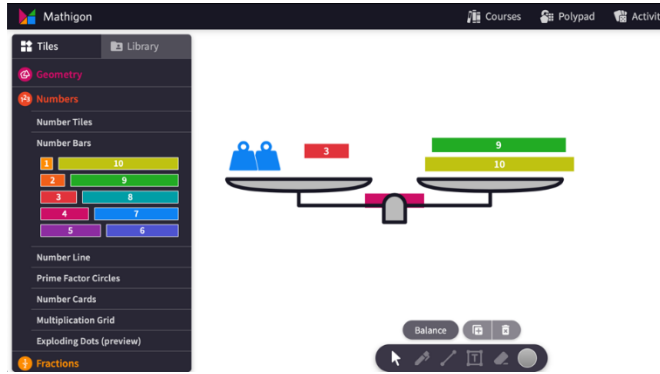 Mathigon
Courses
Polypad
Activit
Tiles
Library
Geometry
Numbers
Number Tiles
Number Bars
1 10
2 9
3 8
4 7
5 6
Number Line
Prime Factor Circles
Number Cards
Multiplication Grid
Exploding Dots (preview)
Fractions
3
9
10
Balance
T